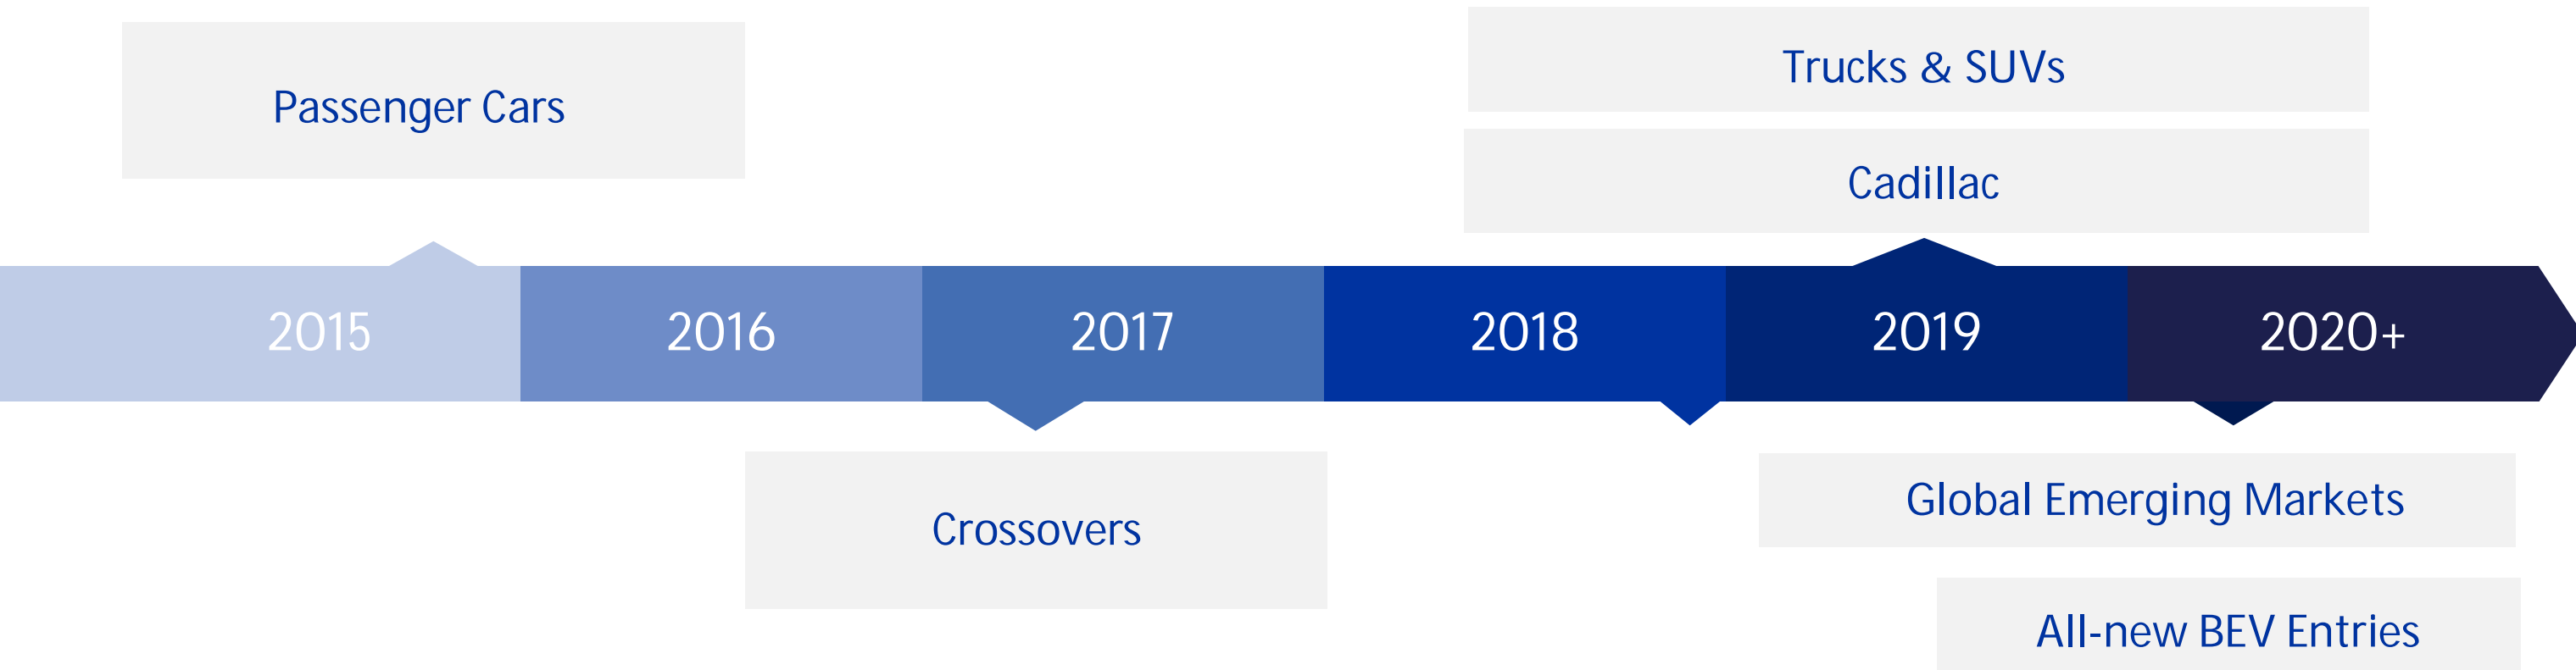 Trucks & SUVs
Passenger Cars
Cadillac
2015
2016
2017
2018
2019
2020+
Global Emerging Markets
Crossovers
All-new BEV Entries